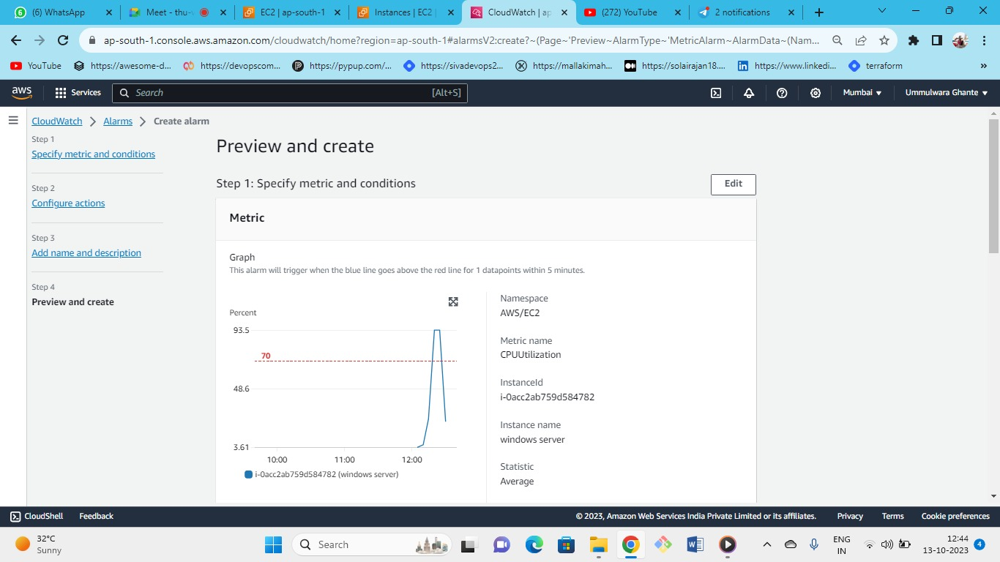 (6) WhatsApp
Meet - thu-
EC2 | ap-south-1
Instances | EC2 |
CloudWatch | ap
(272) YouTube
2 notifications
ap-south-1.console.aws.amazon.com/cloudwatch/home?region=ap-south-1#alarmsV2:create?~(Page~'Preview~AlarmType~'MetricAlarm~AlarmData~(Nam...
YouTube
https://awesome-d...
https://devopscom...
https://pypup.com/...
https://sivadevops2...
https://mallakimah...
https://solairajan18....
https://www.linkedi...
terraform
aws
Services
Search
[Alt+S]
Mumbai
Ummulwara Ghante
CloudWatch
Alarms
Create alarm
Step 1
Specify metric and conditions
Step 2
Configure actions
Step 3
Add name and description
Step 4
Preview and create
Preview and create
Step 1: Specify metric and conditions
Edit
Metric
Graph
This alarm will trigger when the blue line goes above the red line for 1 datapoints within 5 minutes.
Percent
93.5
70
48.6
3.61
10:00
11:00
12:00
i-0acc2ab759d584782 (windows server)
Namespace
AWS/EC2
Metric name
CPUUtilization
InstanceId
i-0acc2ab759d584782
Instance name
windows server
Statistic
Average
CloudShell
Feedback
© 2023, Amazon Web Services India Private Limited or its affiliates.
Privacy
Terms
Cookie preferences
32°C
Sunny
Search
ENG
IN
12:44
13-10-2023
4